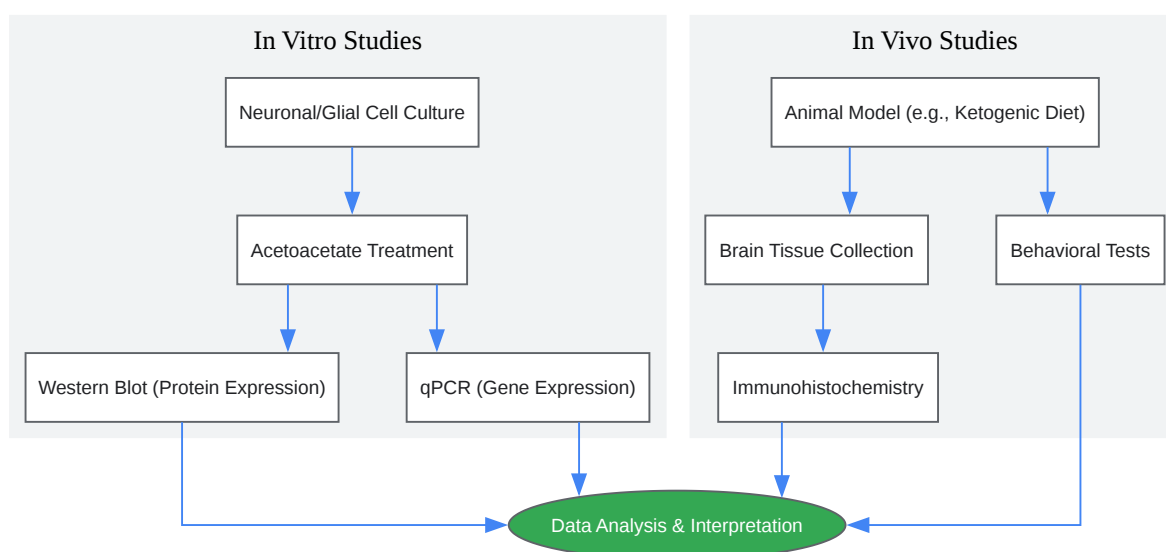 In Vitro Studies
Neuronal/Glial Cell Culture
Acetoacetate Treatment
Western Blot (Protein Expression)
qPCR (Gene Expression)
In Vivo Studies
Animal Model (e.g., Ketogenic Diet)
Brain Tissue Collection
Behavioral Tests
Immunohistochemistry
Data Analysis & Interpretation